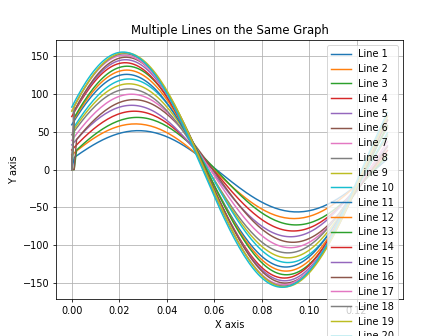 Multiple Lines on the Same Graph
Y axis
150
100
50
0
−50
−100
−150
0.00
0.02
0.04
0.06
0.08
0.10
X axis
Line 1
Line 2
Line 3
Line 4
Line 5
Line 6
Line 7
Line 8
Line 9
Line 10
Line 11
Line 12
Line 13
Line 14
Line 15
Line 16
Line 17
Line 18
Line 19
Line 20